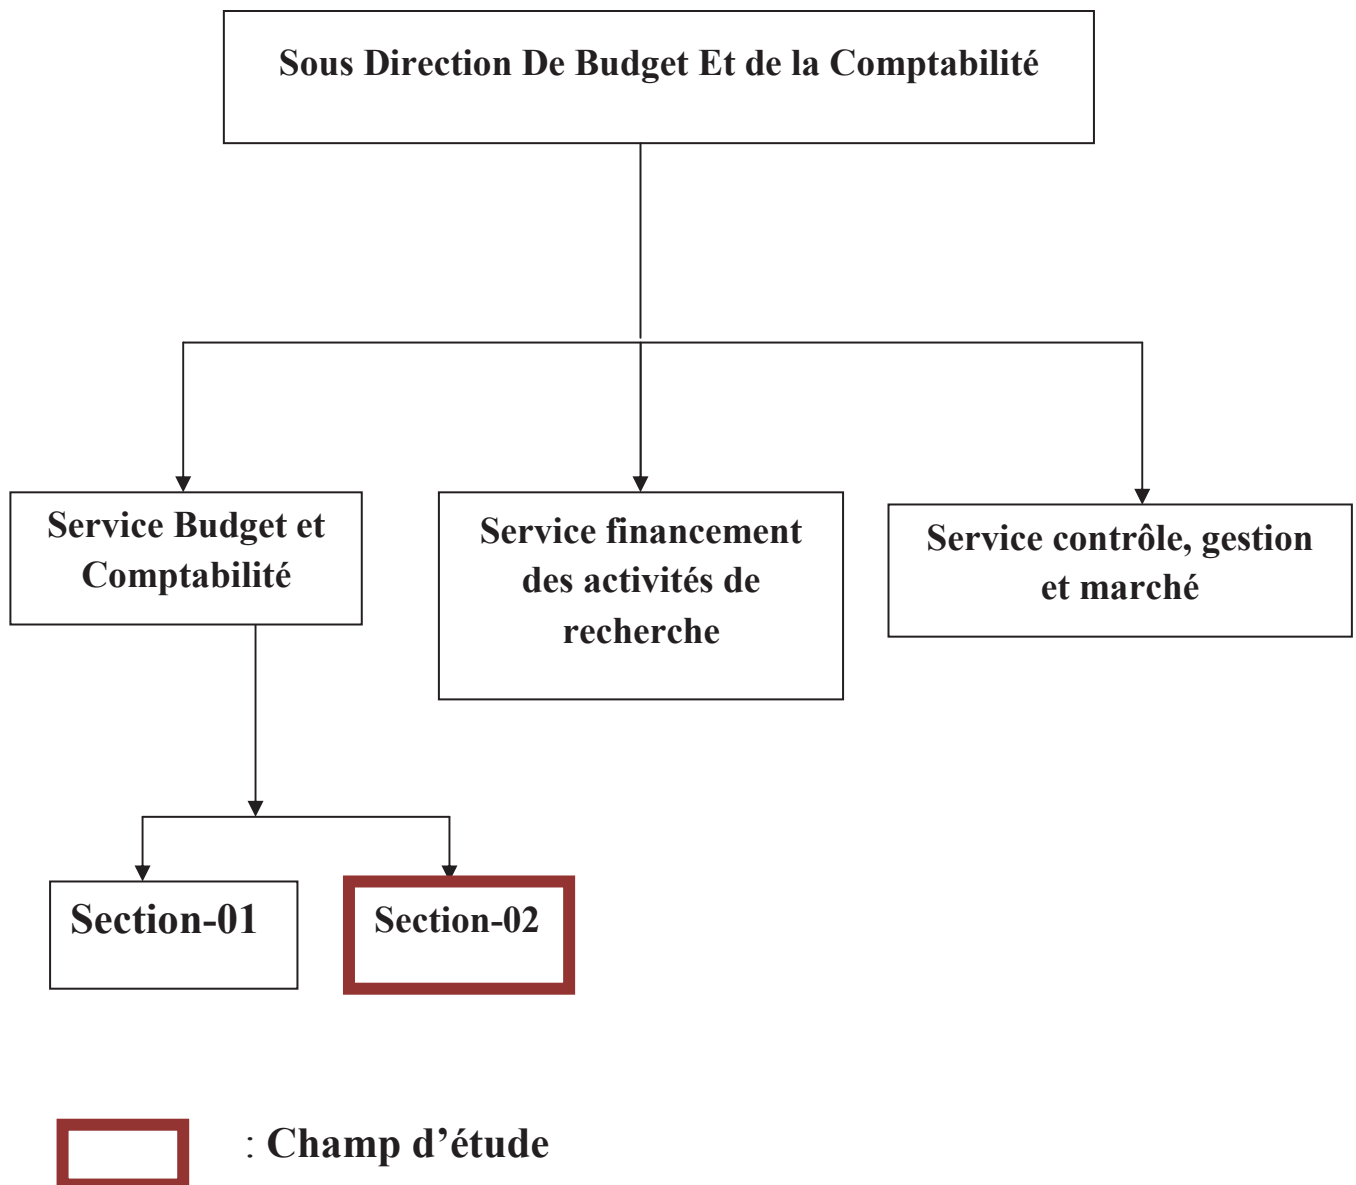 Sous Direction De Budget Et de la Comptabilité
Service Budget et
Comptabilité
Service financement
des activités de
recherche
Service contrôle, gestion
et marché
Section-01
Section-02
: Champ d’étude